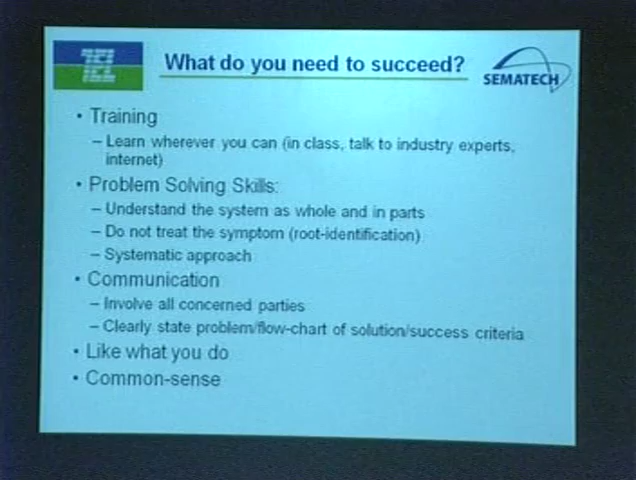 TEL
What do you need to succeed?
SEMATECH
• Training
– Learn wherever you can (in class, talk to industry experts,
internet)
• Problem Solving Skills:
– Understand the system as whole and in parts
– Do not treat the symptom (root-identification)
– Systematic approach
• Communication
– Involve all concerned parties
– Clearly state problem/flow-chart of solution/success criteria
• Like what you do
• Common-sense